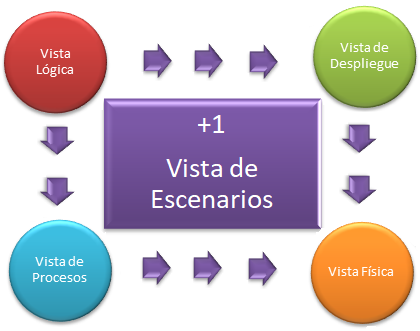 Vista
Lógica
Vista de
Despliegue
+1
Vista de
Escenarios
Vista de
Procesos
Vista Física